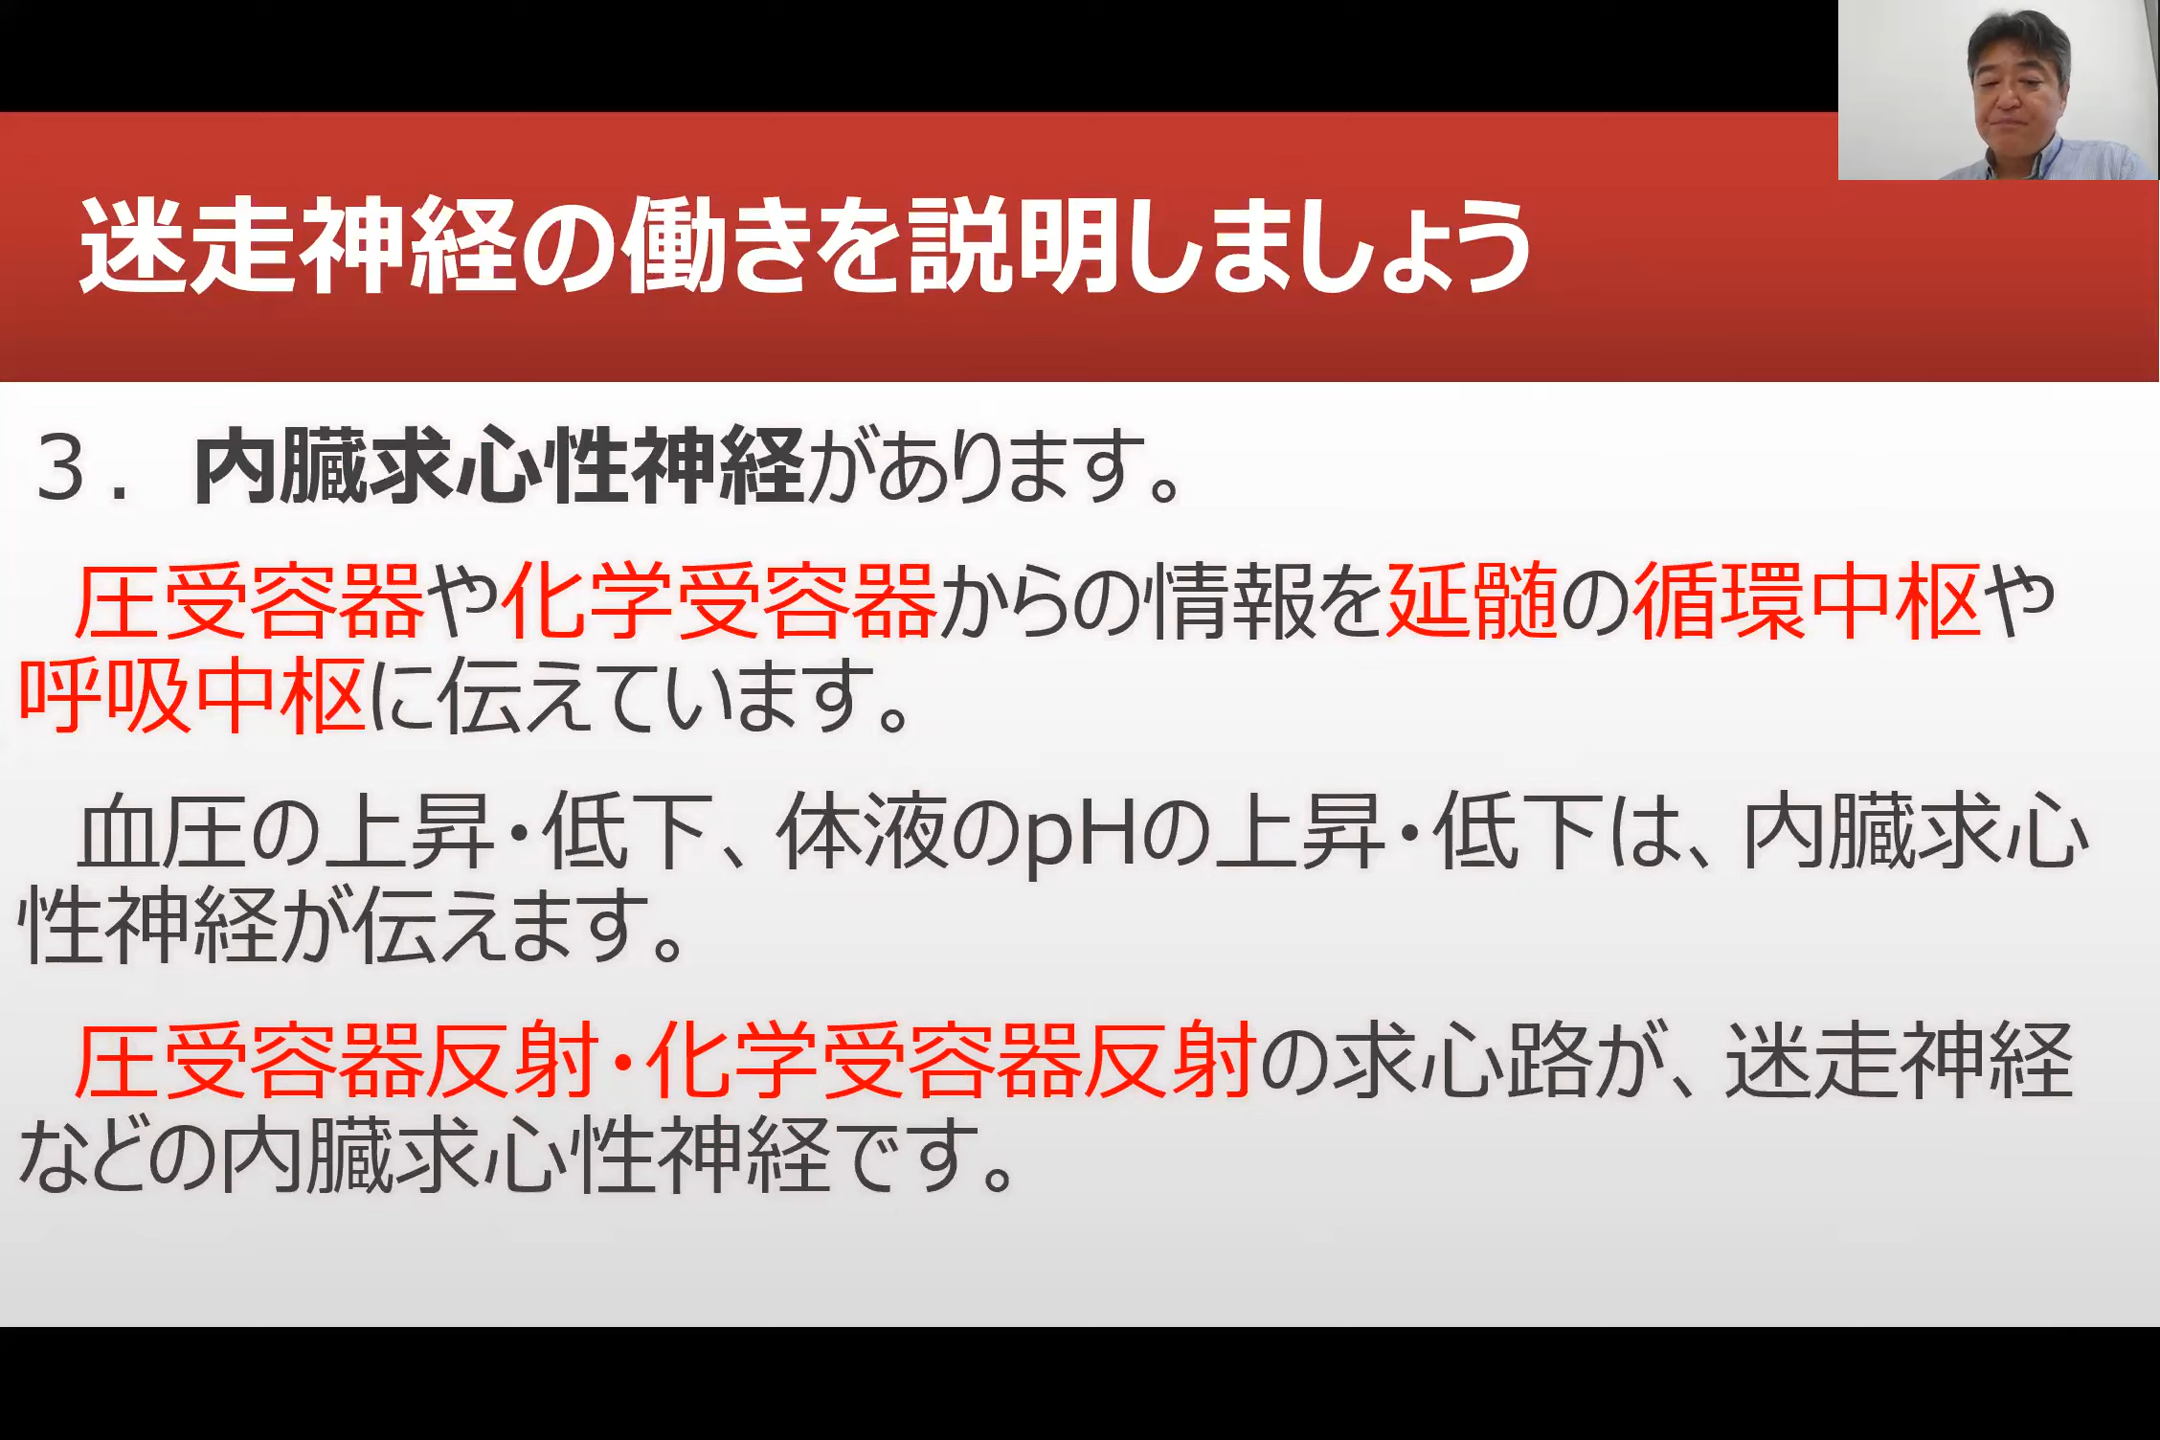 迷走神経の働きを説明しましょう
３．内臓求心性神経があります。
圧受容器や化学受容器からの情報を延髄の循環中枢や
呼吸中枢に伝えています。
血圧の上昇・低下、体液のpHの上昇・低下は、内臓求心
性神経が伝えます。
圧受容器反射・化学受容器反射の求心路が、迷走神経
などの内臓求心性神経です。